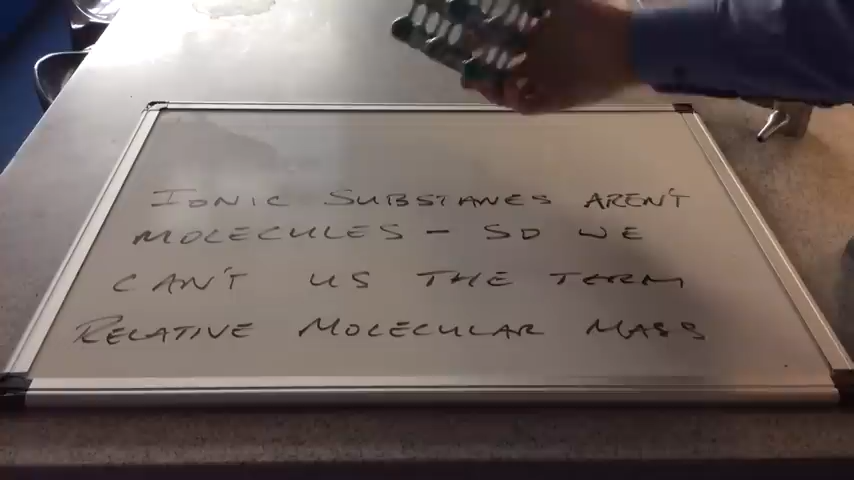 IONIC SUBSTANES AREN'T
MOLECULES - SO WE
CAN'T US THE TERM
RELATIVE MOLECULAR MASS